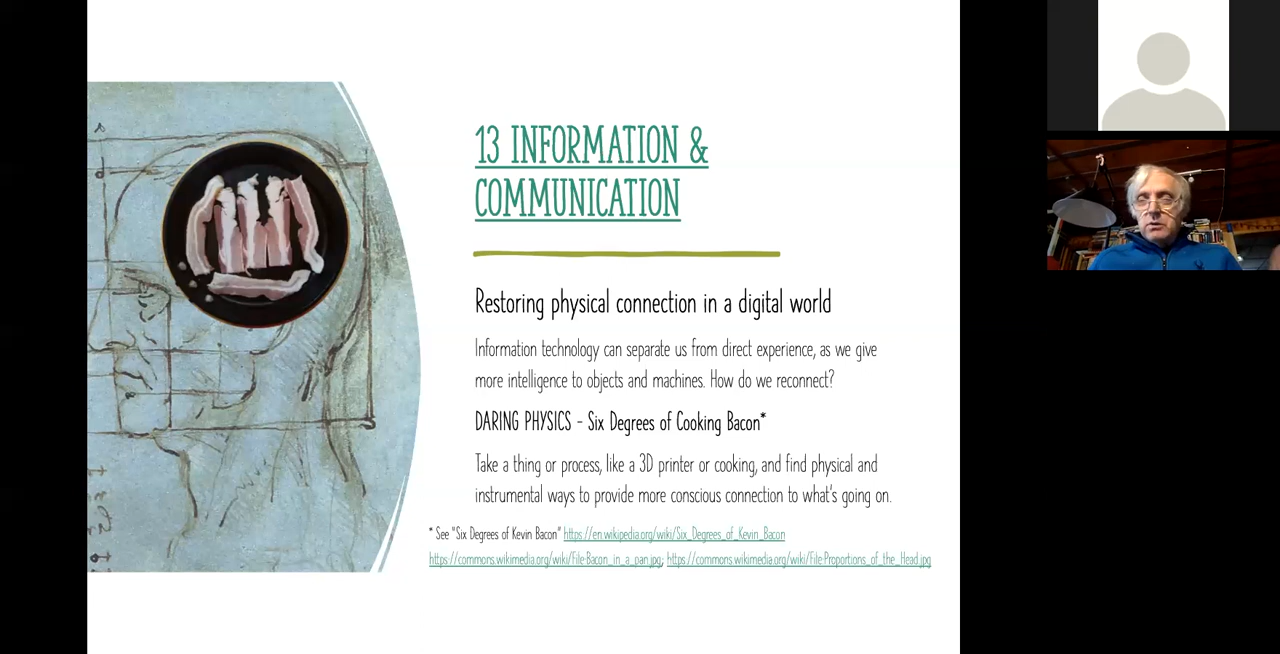 13 INFORMATION &
COMMUNICATION
Restoring physical connection in a digital world
Information technology can separate us from direct experience, as we give
more intelligence to objects and machines. How do we reconnect?
DARING PHYSICS - Six Degrees of Cooking Bacon*
Take a thing or process, like a 3D printer or cooking, and find physical and
instrumental ways to provide more conscious connection to what's going on.
* See "Six Degrees of Kevin Bacon" https://en.wikipedia.org/wiki/Six_Degrees_of_Kevin_Bacon
https://commons.wikimedia.org/wiki/File:Bacon_in_a_pan.jpg; https://commons.wikimedia.org/wiki/File:Proportions_of_the_Head.jpg